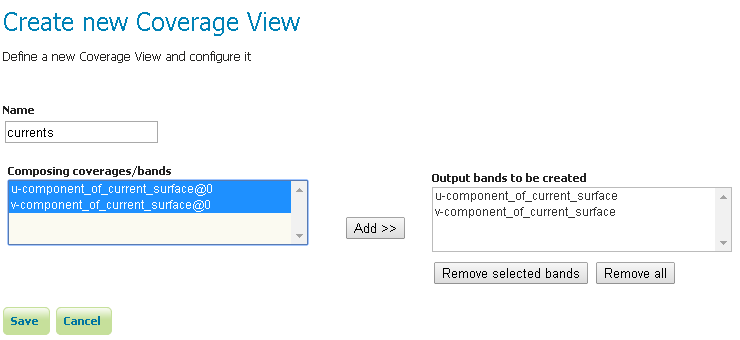 Create new Coverage View
Define a new Coverage View and configure it
Name
currents
Composing coverages/bands
u-component_of_current_surface@0
v-component_of_current_surface@0
Add >>
Output bands to be created
u-component_of_current_surface
v-component_of_current_surface
Remove selected bands
Remove all
Save
Cancel